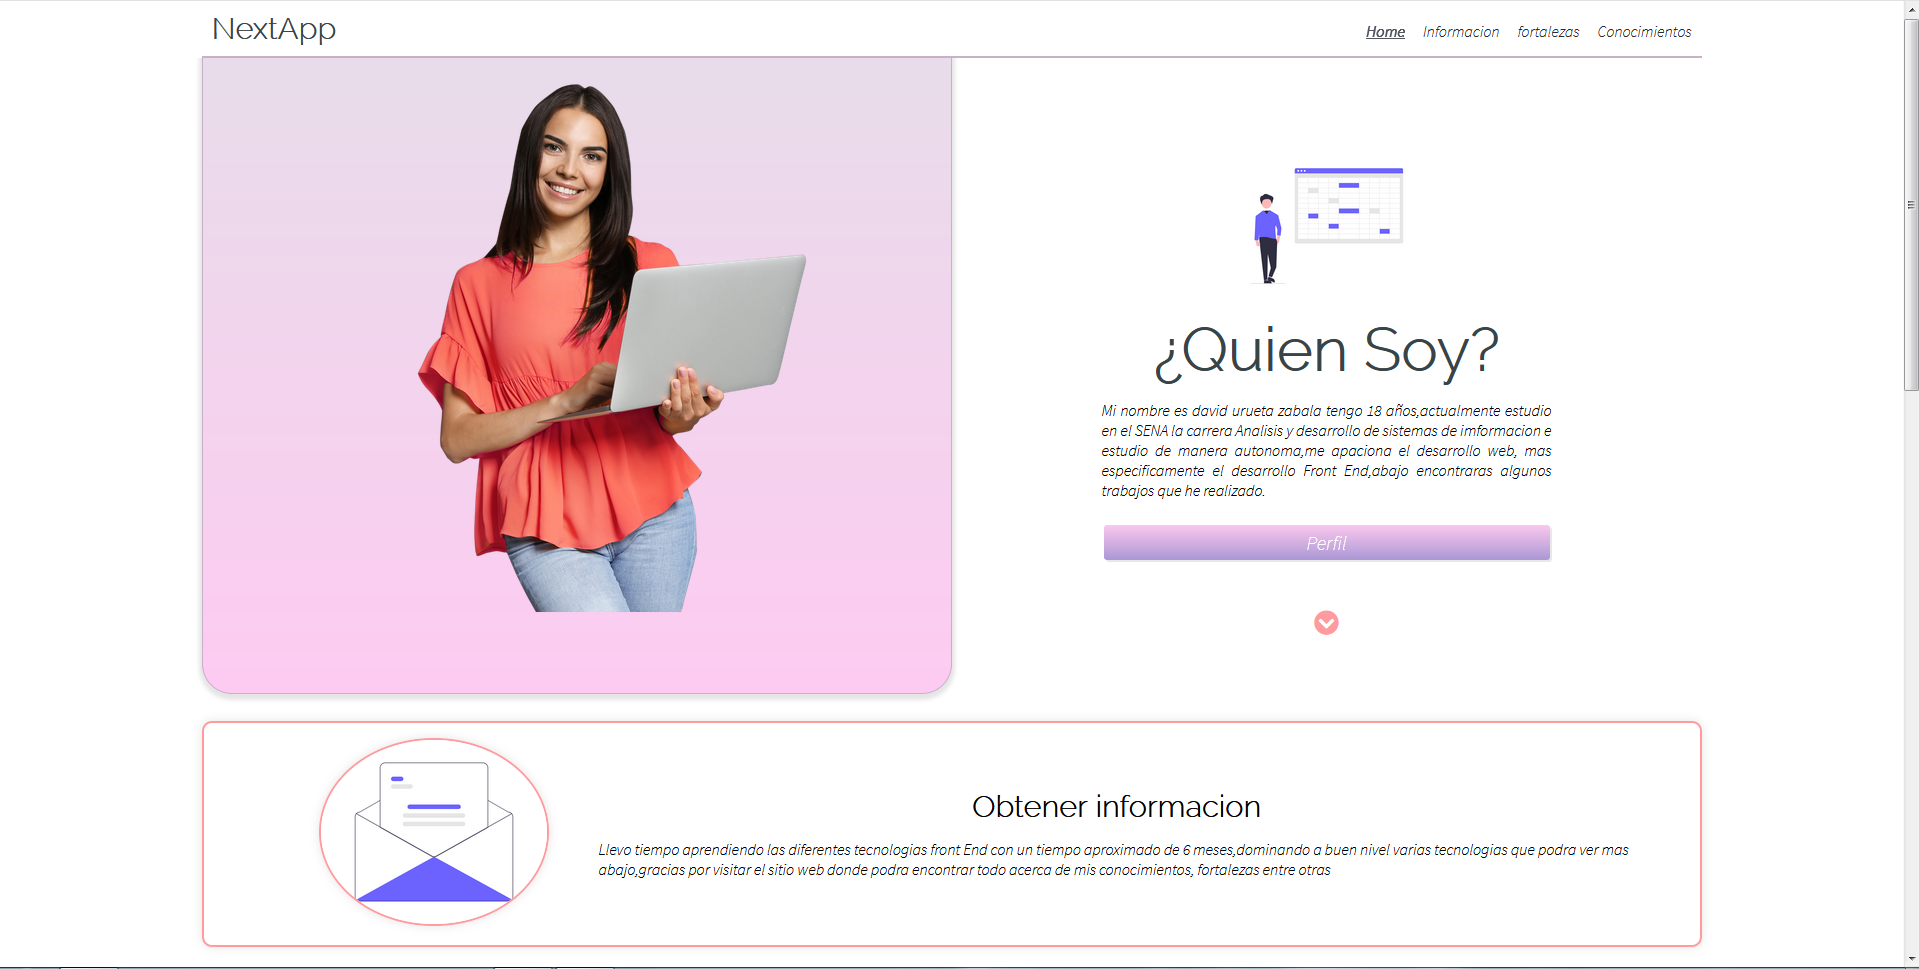 NextApp
Home Informacion fortalezas Conocimientos
¿Quien Soy?
Mi nombre es david urueta zabala tengo 18 años,actualmente estudio
en el SENA la carrera Analisis y desarrollo de sistemas de imformacion e
estudio de manera autonoma,me apaciona el desarrollo web, mas
especificamente el desarrollo Front End,abajo encontraras algunos
trabajos que he realizado.
Perfil
Obtener informacion
Llevo tiempo aprendiendo las diferentes tecnologias front End con un tiempo aproximado de 6 meses,dominando a buen nivel varias tecnologias que podra ver mas
abajo,gracias por visitar el sitio web donde podra encontrar todo acerca de mis conocimientos, fortalezas entre otras